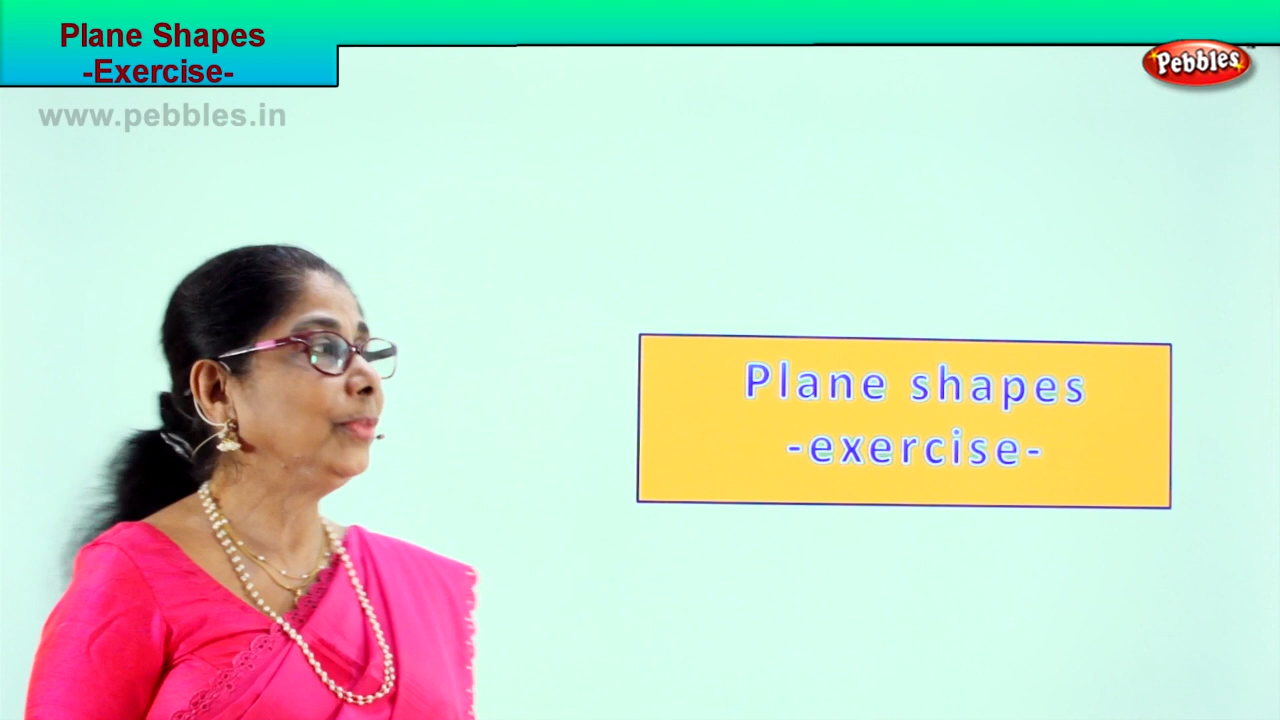 Plane Shapes
-Exercise-
Pebbles
www.pebbles.in
Plane shapes
-exercise-